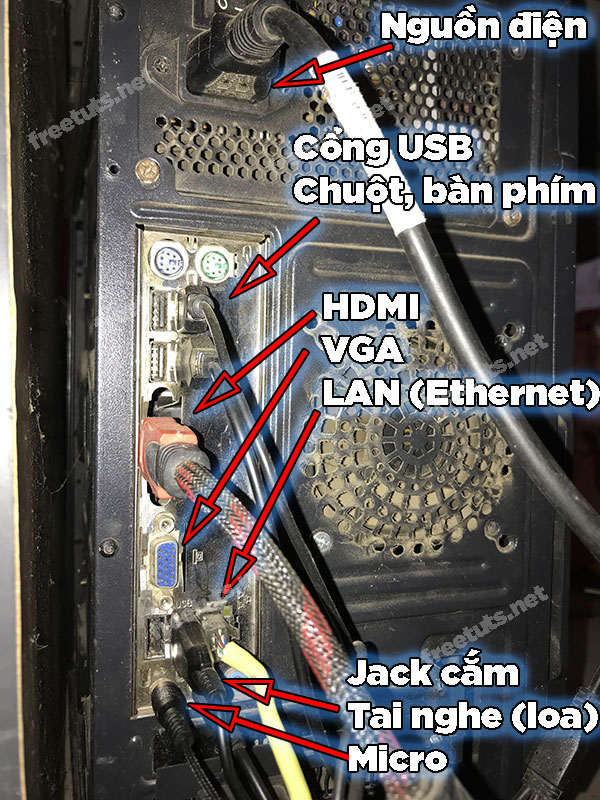 Nguồn điện
freetuts.net
Cổng USB
Chuột, bàn phím
HDMI
VGA
LAN (Ethernet)
freetuts.net
freetuts.net
Jack cắm
Tai nghe (loa)
Micro